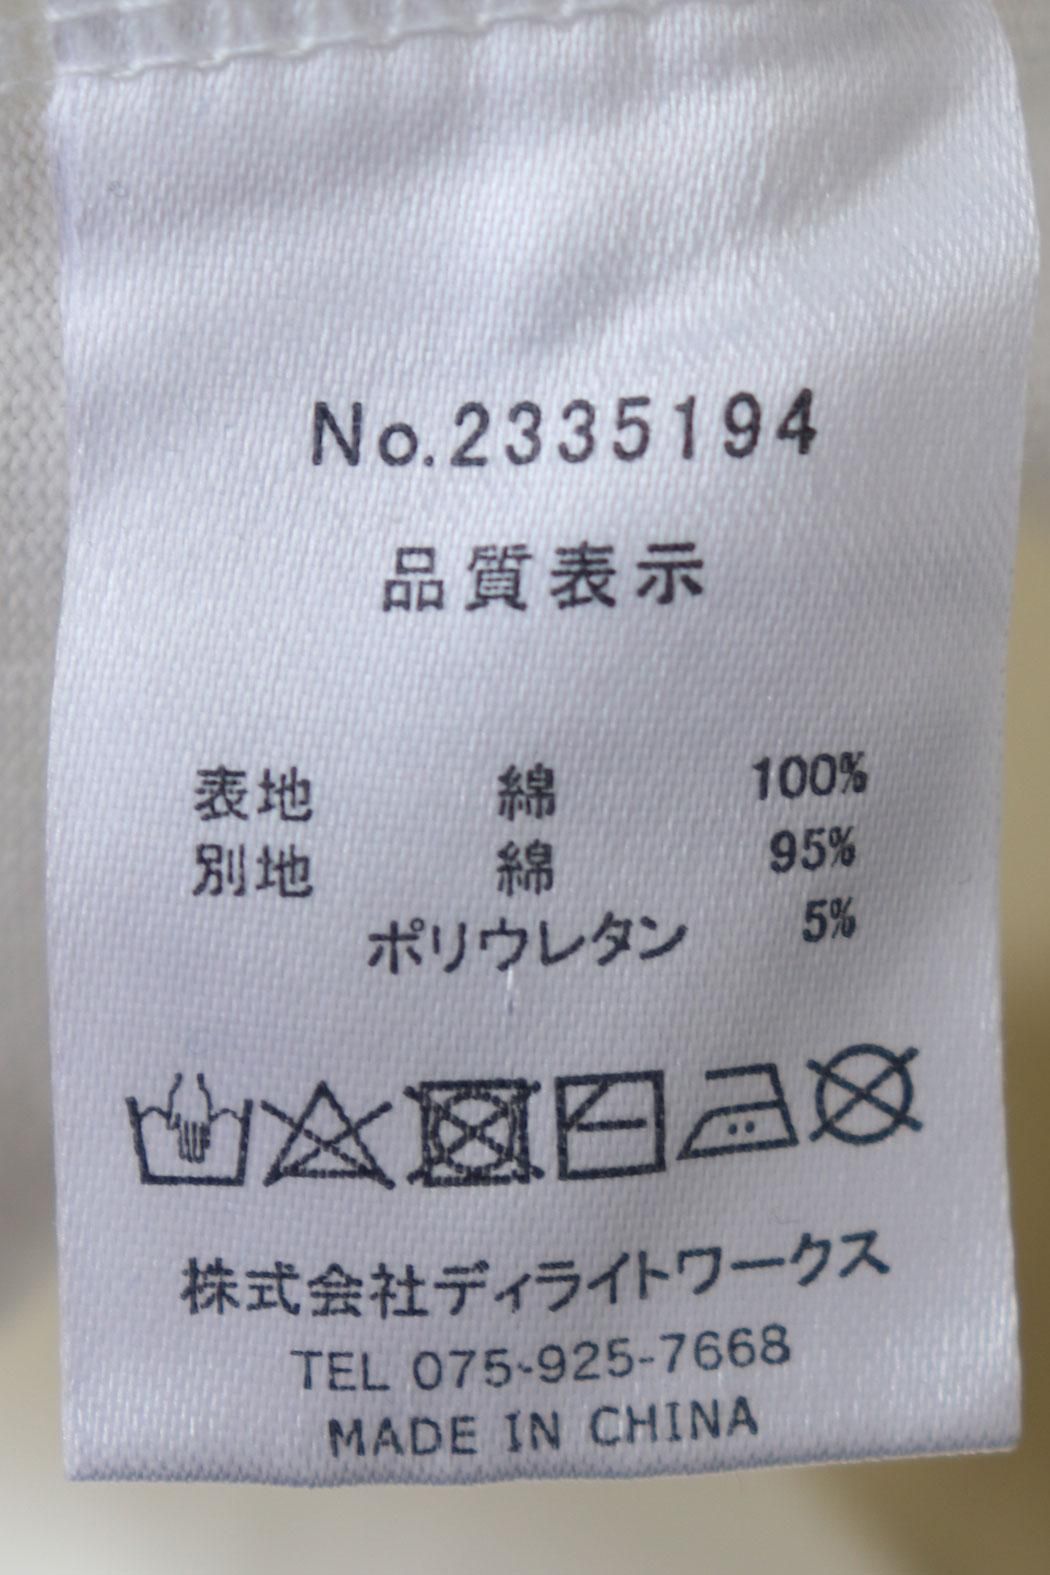 No.2335194
品質表示
表地 綿 100%
別地 綿 95%
ポリウレタン 5%
株式会社ディライトワークス
TEL 075-925-7668
MADE IN CHINA